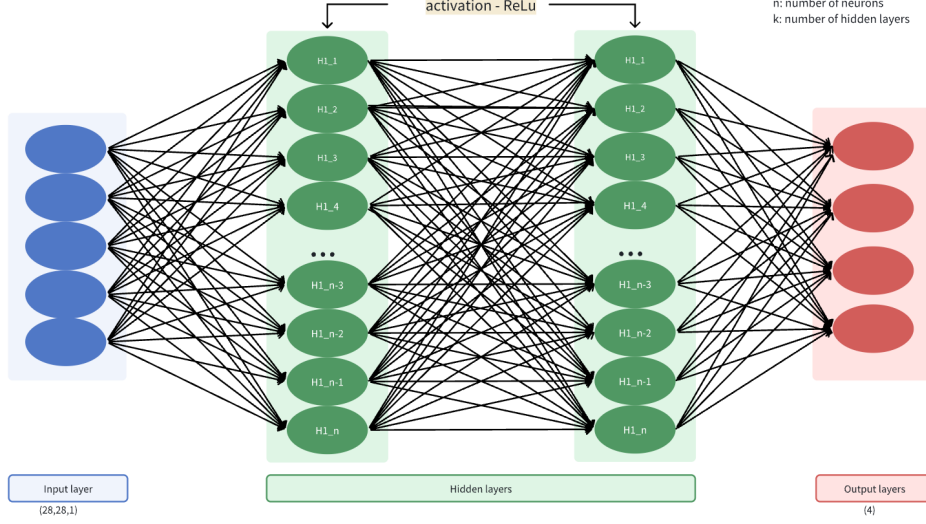 activation - ReLu
n: number of neurons
k: number of hidden layers
H1_1
H1_2
H1_3
H1_4
...
H1_n-3
H1_n-2
H1_n-1
H1_n
H1_1
H1_2
H1_3
H1_4
...
H1_n-3
H1_n-2
H1_n-1
H1_n
Input layer
(28,28,1)
Hidden layers
Output layers
(4)